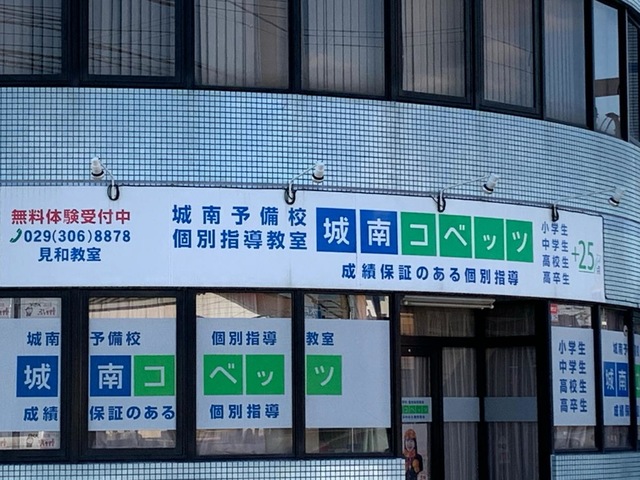 無料体験受付中
029(306)8878
見和教室
城南予備校
個別指導教室
城南コベッツ
成績保証のある個別指導
小学生
中学生
高校生
高卒生
+25
城南予備校 個別指導教室
城南コベッツ
成績保証のある個別指導
小学生
中学生
高校生
高卒生
城南